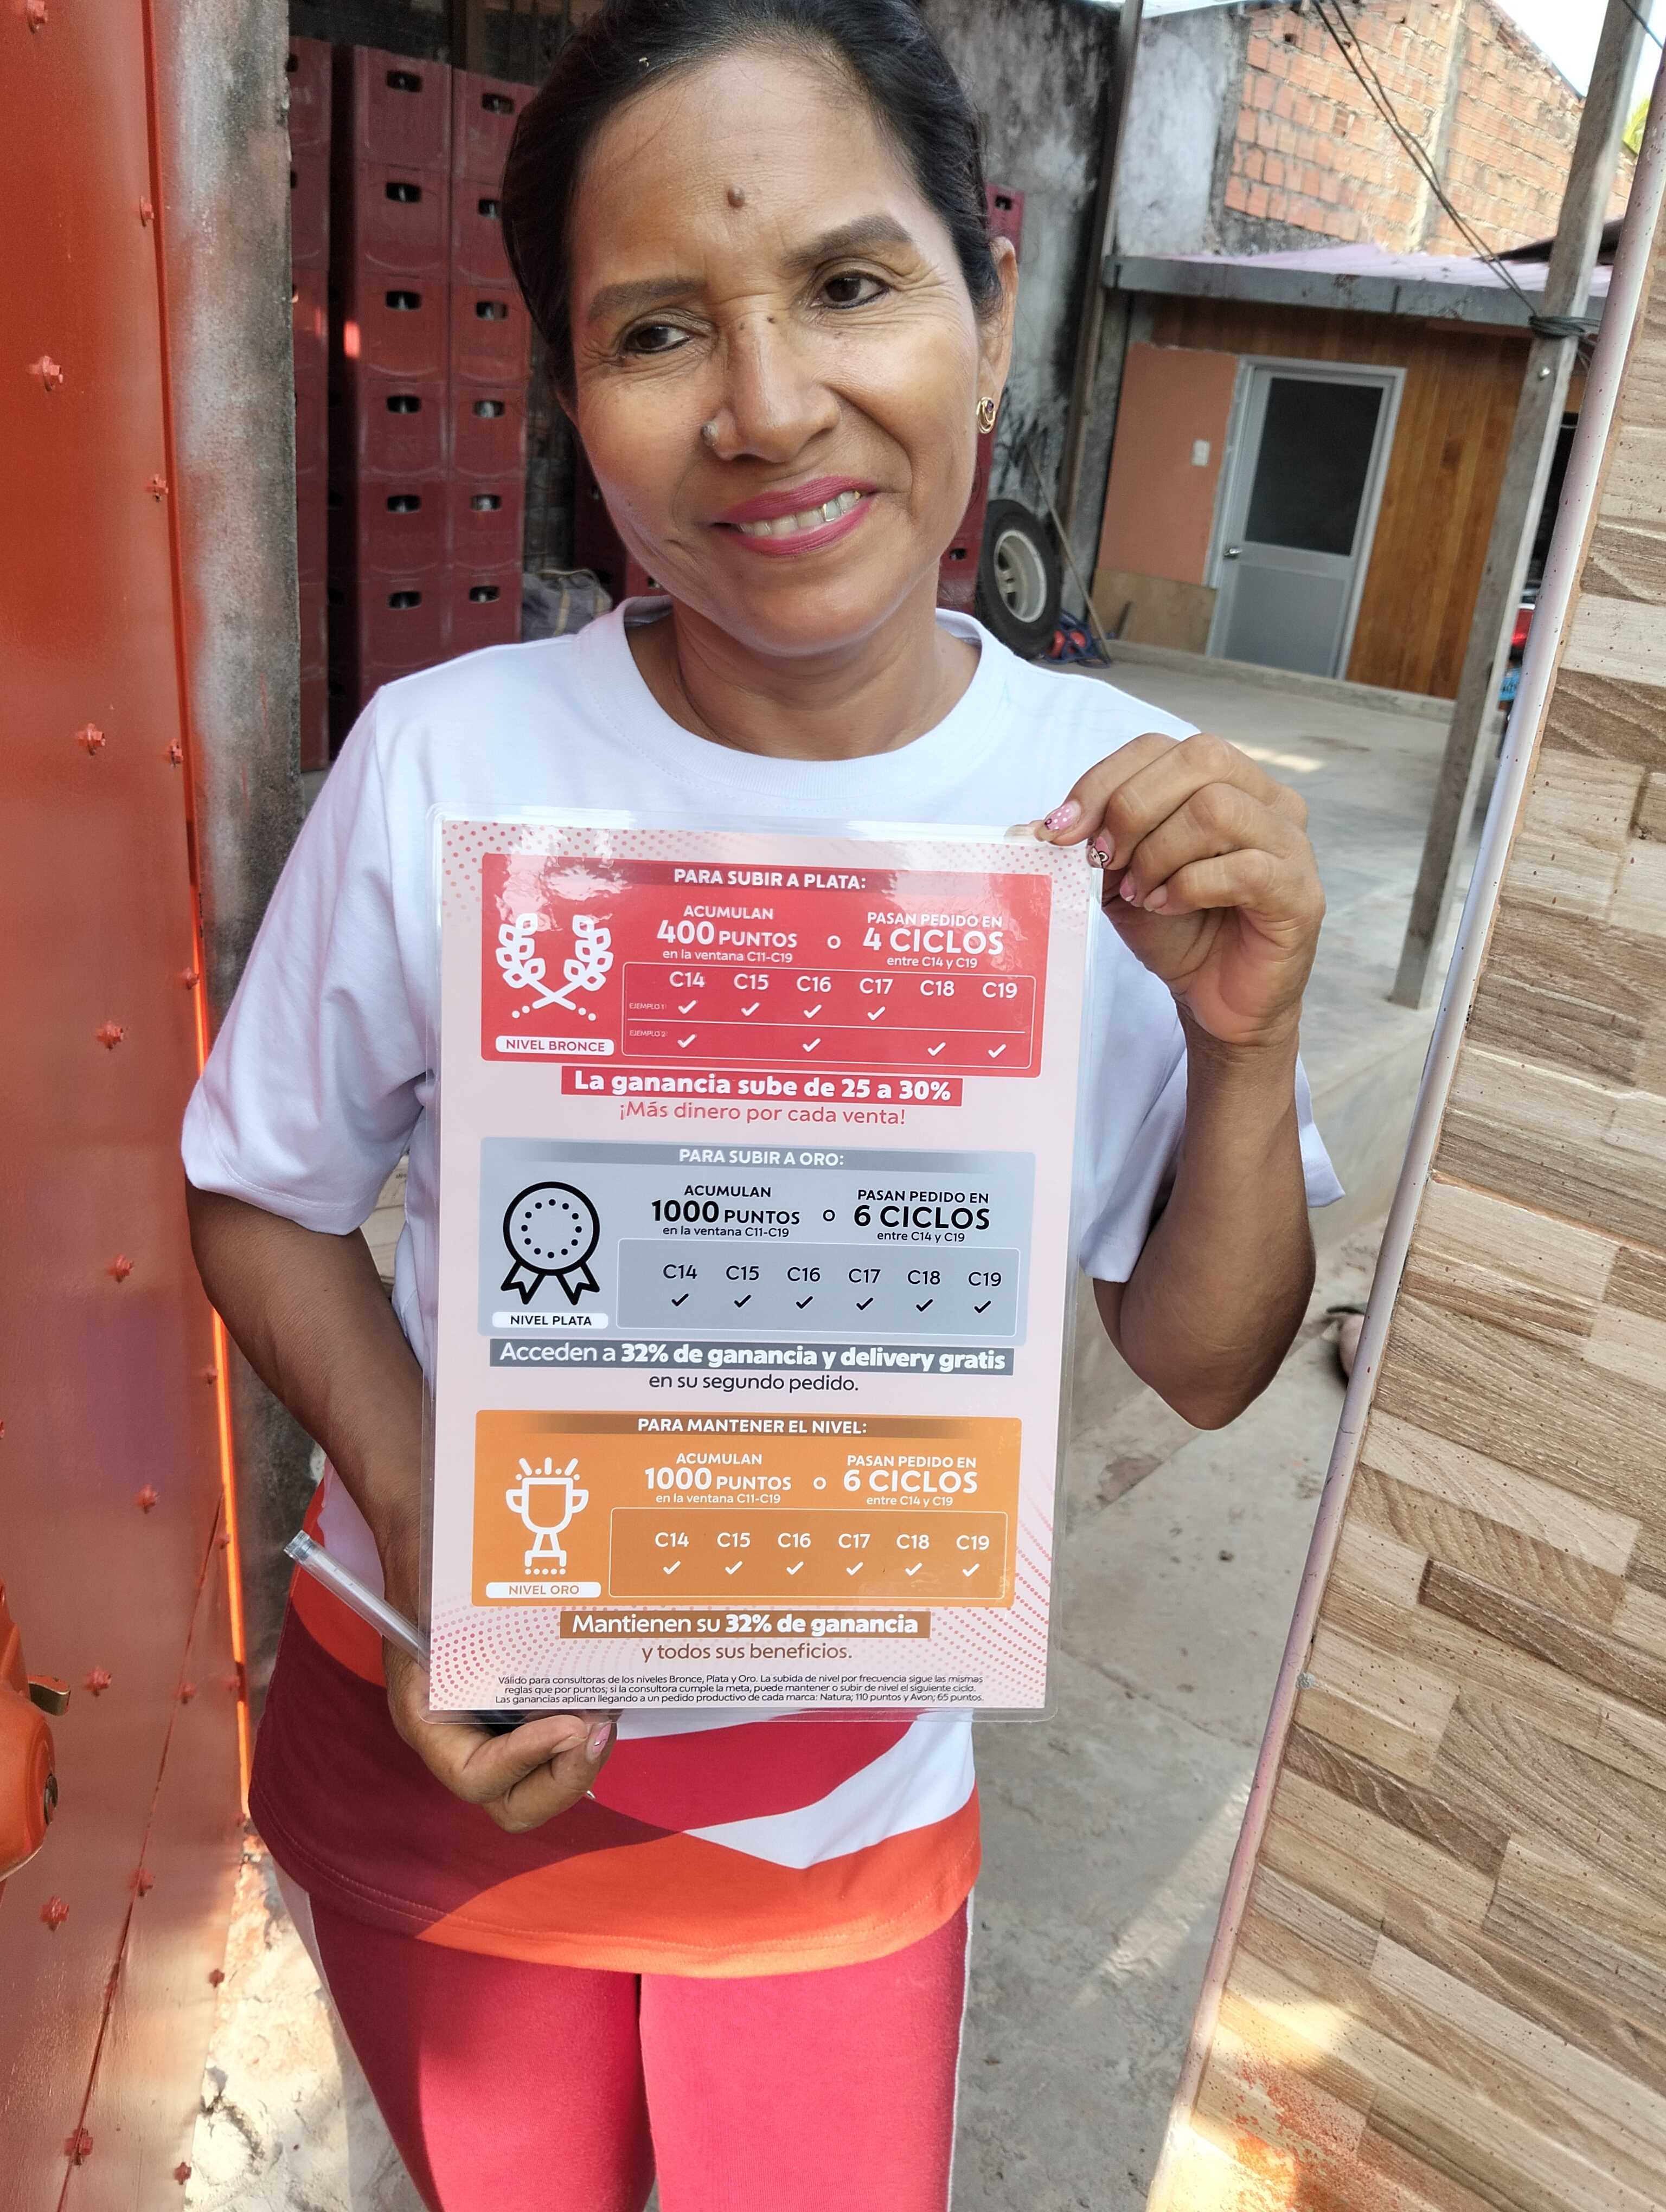 PARA SUBIR A PLATA:
ACUMULAN
400 PUNTOS
en la ventana C11-C19
o
PASAN PEDIDO EN
4 CICLOS
entre C14 y C19
C14 C15 C16 C17 C18 C19
EJEMPLO 1: ✓ ✓ ✓ ✓
EJEMPLO 2: ✓ ✓ ✓ ✓
NIVEL BRONCE
La ganancia sube de 25 a 30%
¡Más dinero por cada venta!
PARA SUBIR A ORO:
ACUMULAN
1000 PUNTOS
en la ventana C11-C19
o
PASAN PEDIDO EN
6 CICLOS
entre C14 y C19
C14 C15 C16 C17 C18 C19
✓ ✓ ✓ ✓ ✓ ✓
NIVEL PLATA
Acceden a 32% de ganancia y delivery gratis
en su segundo pedido.
PARA MANTENER EL NIVEL:
ACUMULAN
1000 PUNTOS
en la ventana C11-C19
o
PASAN PEDIDO EN
6 CICLOS
entre C14 y C19
C14 C15 C16 C17 C18 C19
✓ ✓ ✓ ✓ ✓ ✓
NIVEL ORO
Mantienen su 32% de ganancia
y todos sus beneficios.
Válido para consultoras de los niveles Bronce, Plata y Oro. La subida de nivel por frecuencia sigue las mismas
reglas que por puntos; si la consultora cumple la meta, puede mantener o subir de nivel el siguiente ciclo.
Las ganancias aplican llegando a un pedido productivo de cada marca: Natura; 110 puntos y Avon; 65 puntos.